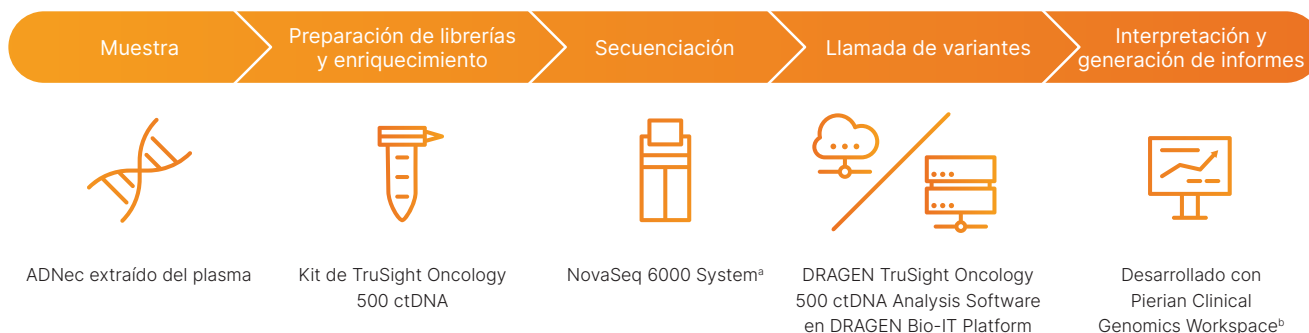 Muestra
Preparación de librerías
y enriquecimiento
Secuenciación
Llamada de variantes
Interpretación y
generación de informes
ADNec extraído del plasma
Kit de TruSight Oncology
500 ctDNA
NovaSeq 6000 Systemᵃ
DRAGEN TruSight Oncology
500 ctDNA Analysis Software
en DRAGEN Bio-IT Platform
Desarrollado con
Pierian Clinical
Genomics Workspaceᵇ